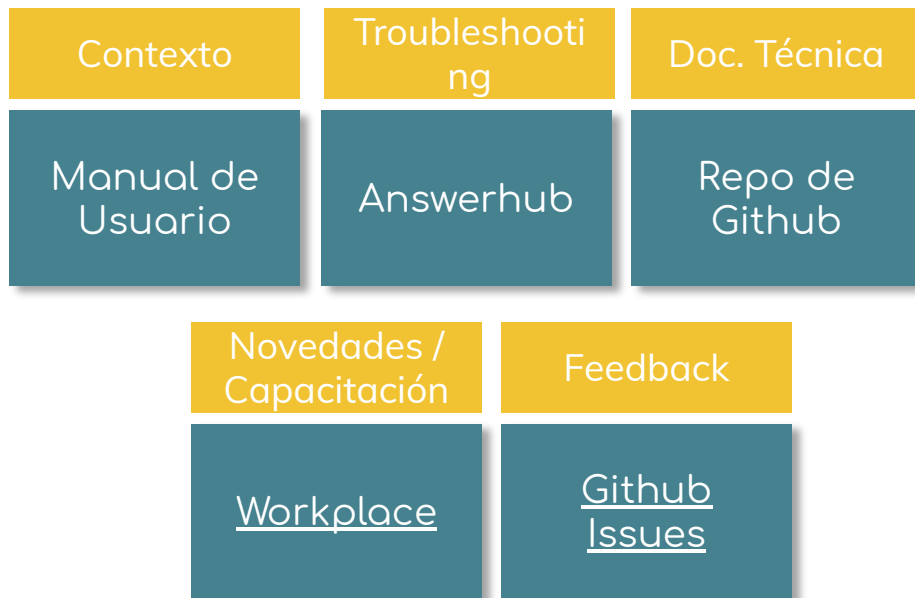 Contexto
Troubleshooti
ng
Doc. Técnica
Manual de
Usuario
Answerhub
Repo de
Github
Novedades /
Capacitación
Feedback
Workplace
Github
Issues